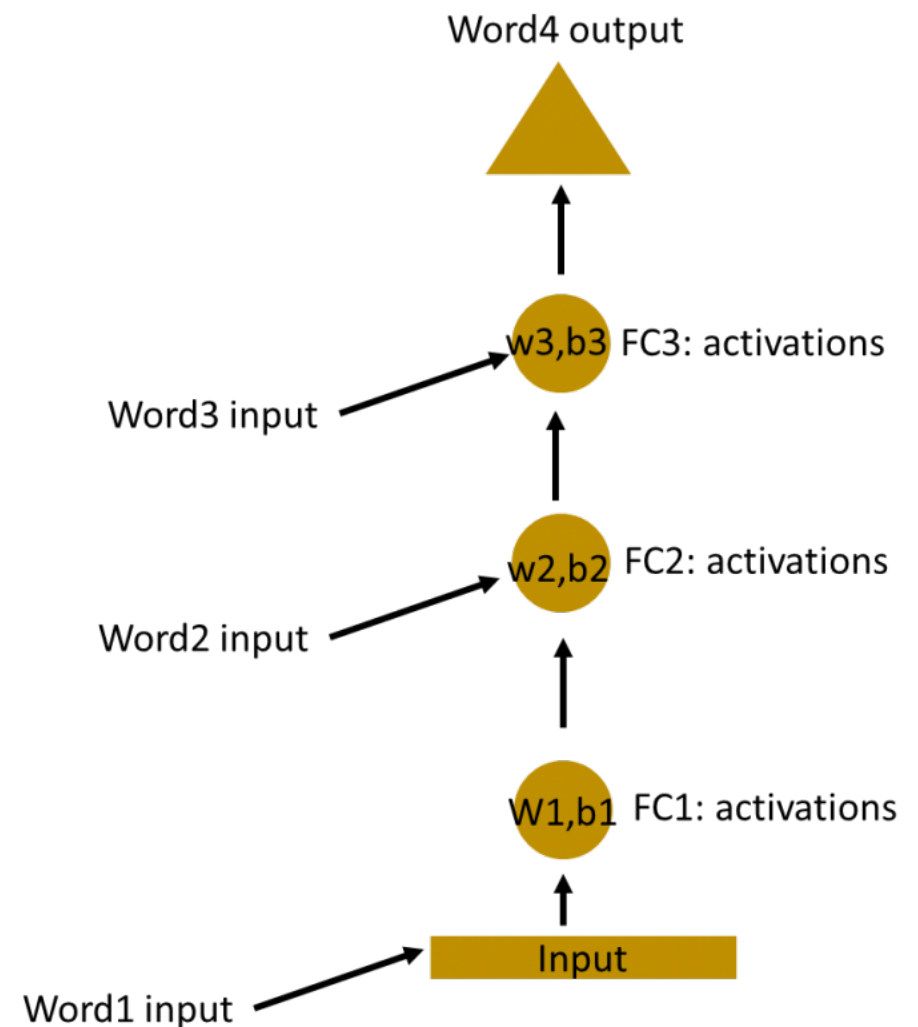 Word4 output
w3,b3 FC3: activations
Word3 input
w2,b2 FC2: activations
Word2 input
W1,b1 FC1: activations
Input
Word1 input